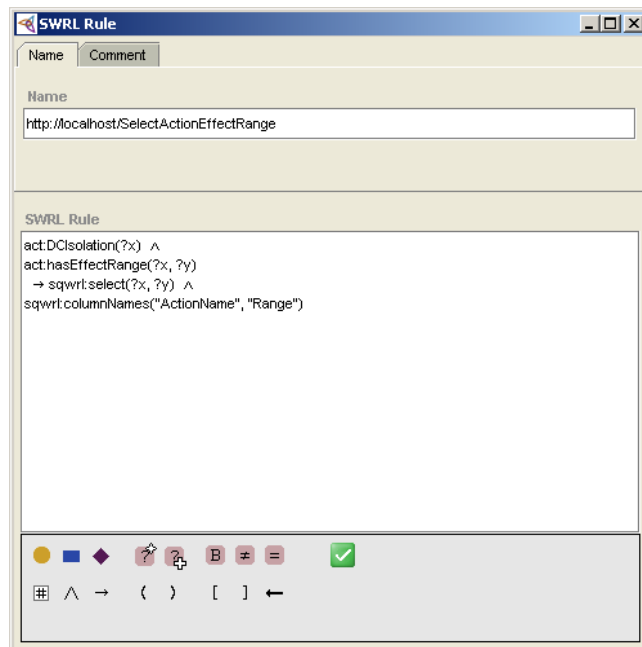 SWRL Rule
Name Comment
Name
http://localhost/SelectActionEffectRange
SWRL Rule
act:DCIsolation(?x) ∧
act:hasEffectRange(?x, ?y)
→ sqwrl:select(?x, ?y) ∧
sqwrl:columnNames("ActionName", "Range")
? ? B ≠ =
# ∧ → ( ) [ ] ←